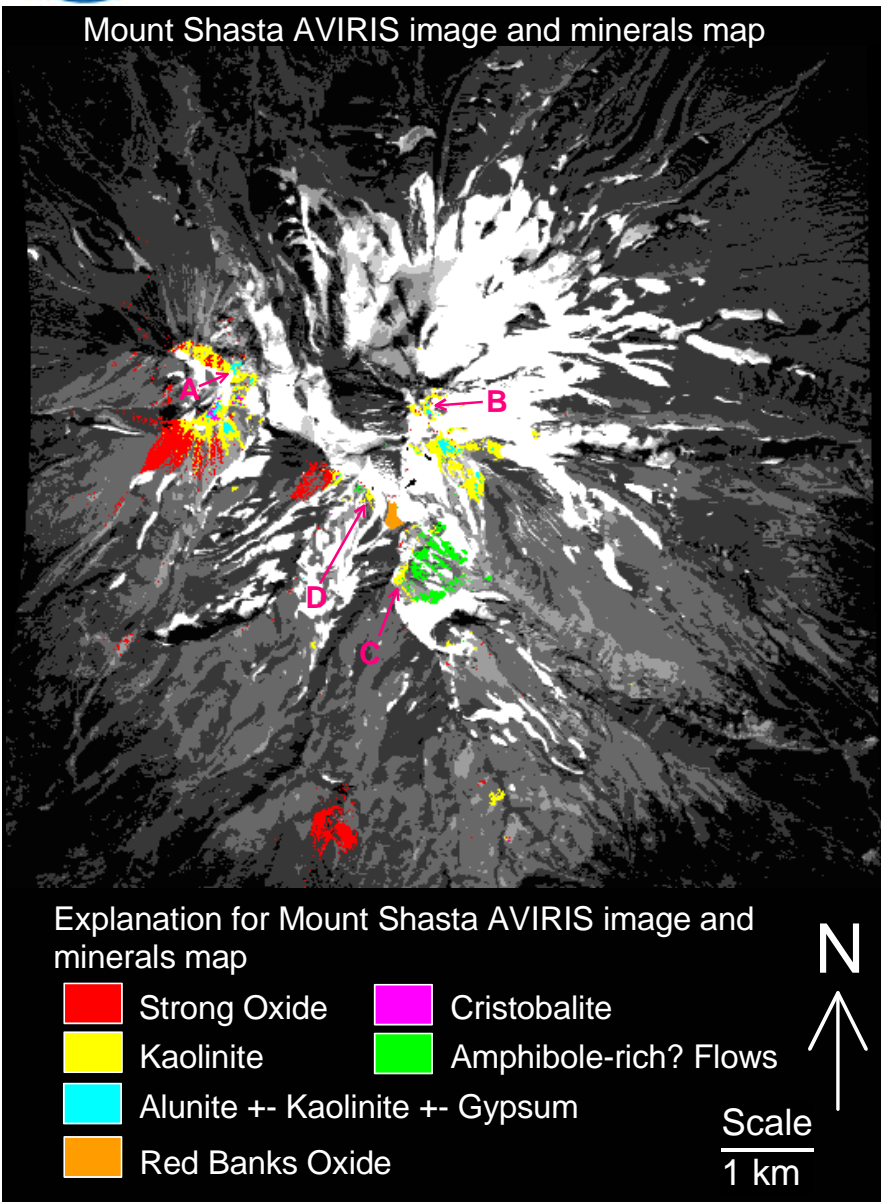 Mount Shasta AVIRIS image and minerals map
A
B
D
C
Explanation for Mount Shasta AVIRIS image and
minerals map
N
Strong Oxide
Cristobalite
Kaolinite
Amphibole-rich? Flows
Alunite +- Kaolinite +- Gypsum
Red Banks Oxide
Scale
1 km